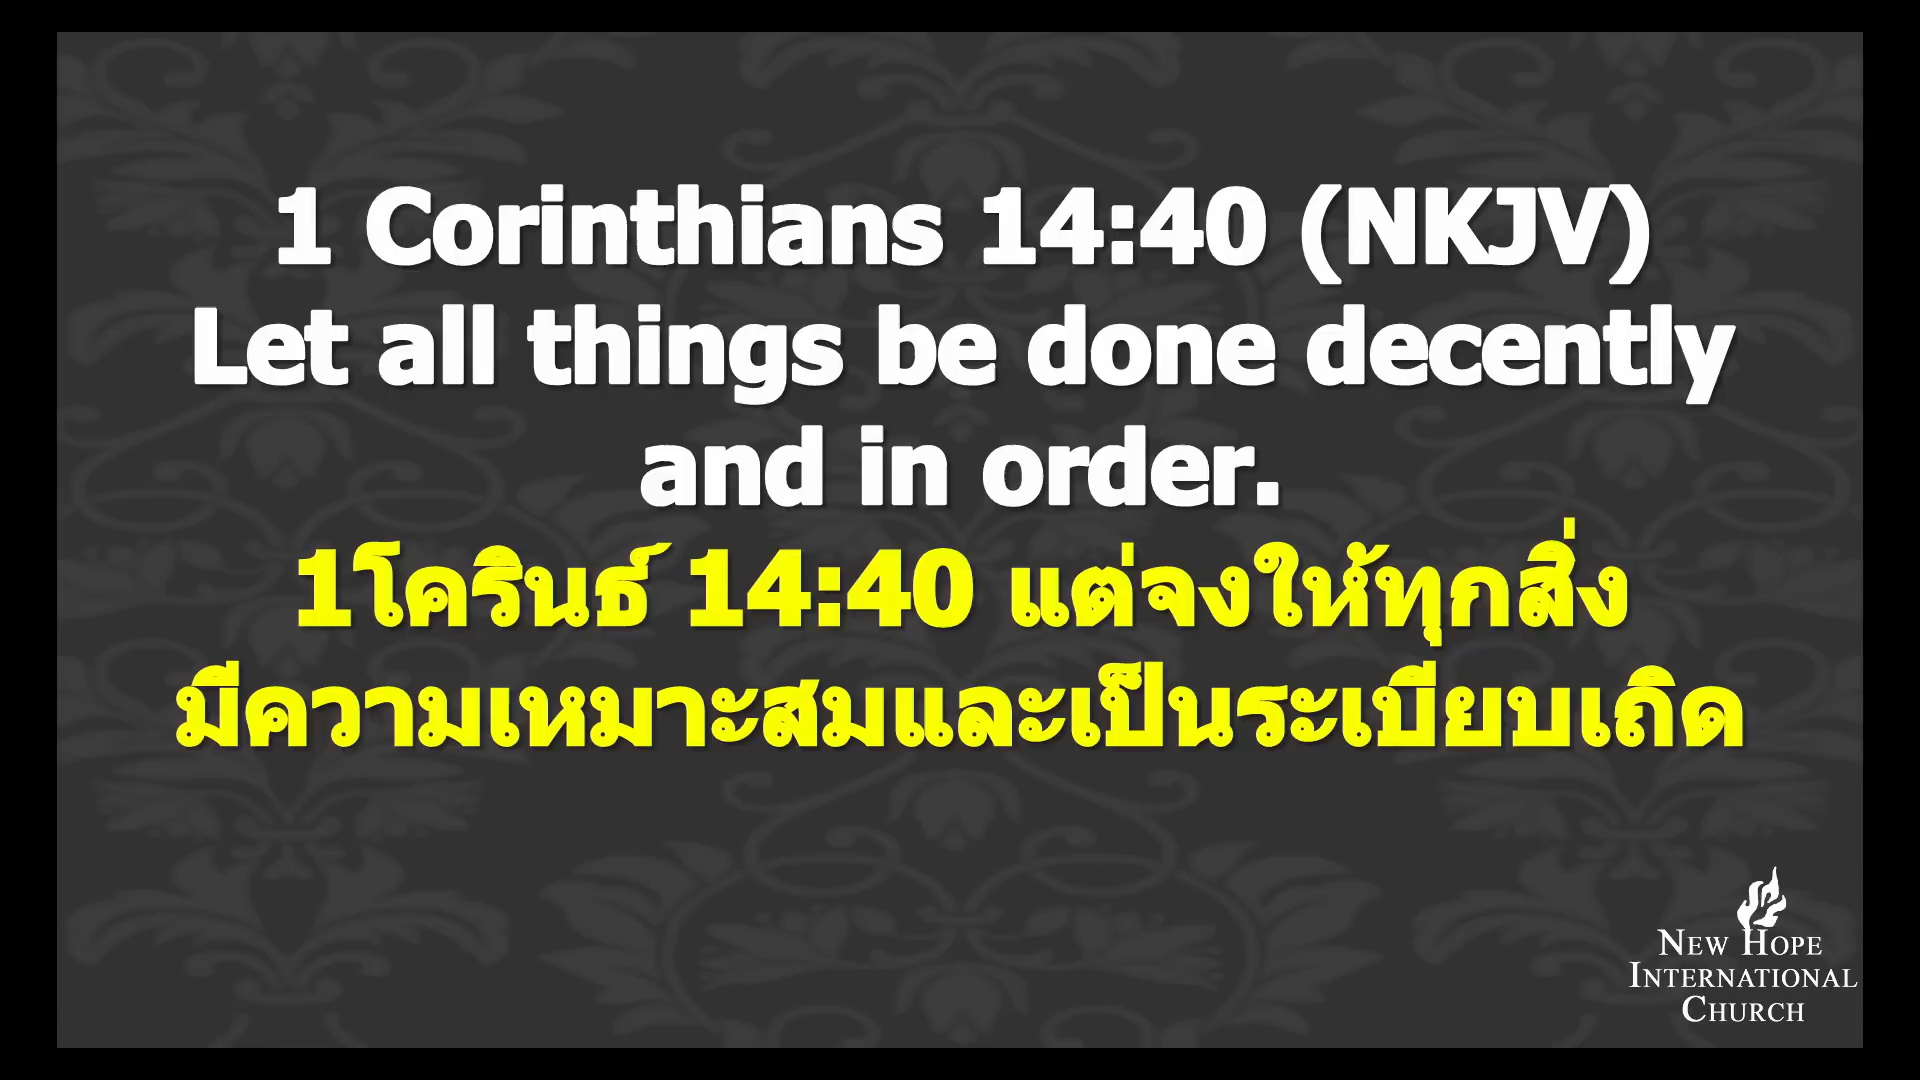 1 Corinthians 14:40 (NKJV)
Let all things be done decently
and in order.
1โครินธ์ 14:40 แต่จงให้ทุกสิ่ง
มีความเหมาะสมและเป็นระเบียบเถิด
NEW HOPE
INTERNATIONAL
CHURCH